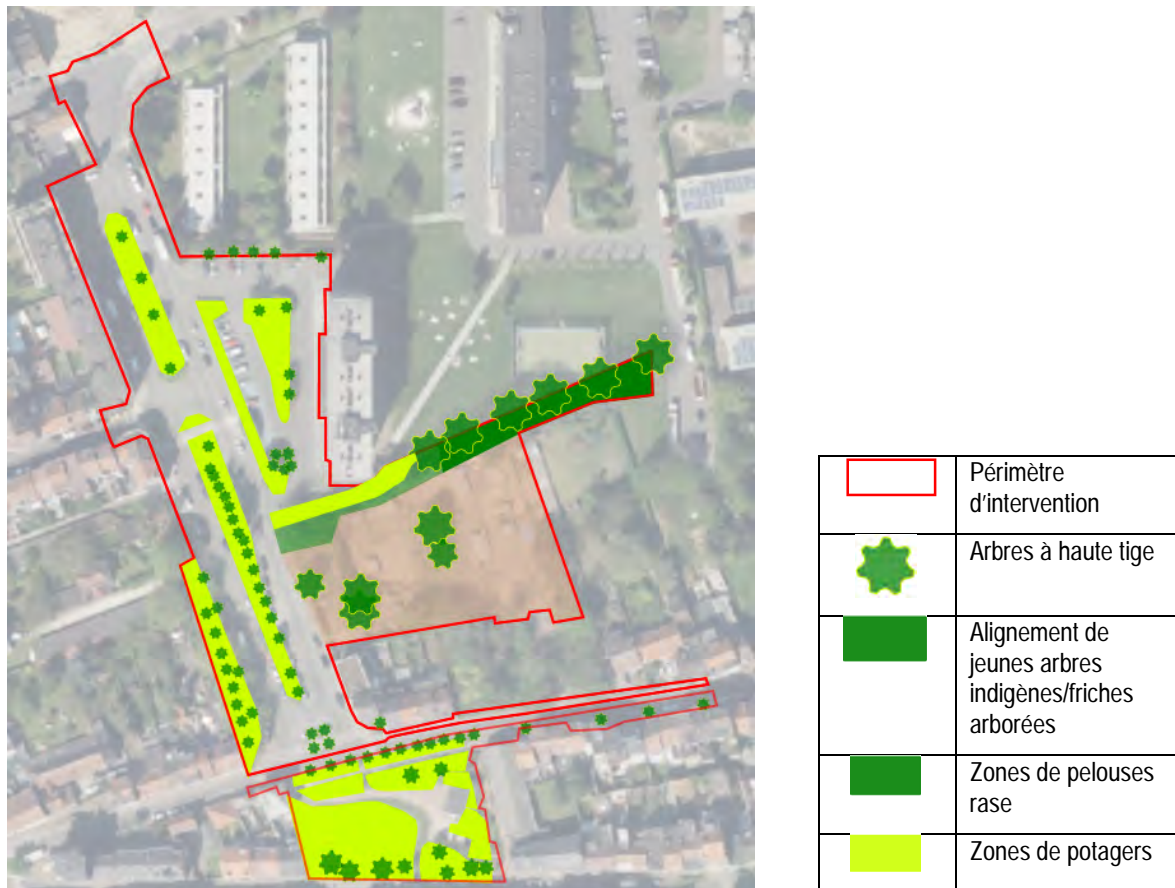 Périmètre
d'intervention
Arbres à haute tige
Alignement de
jeunes arbres
indigènes/friches
arborées
Zones de pelouses
rase
Zones de potagers